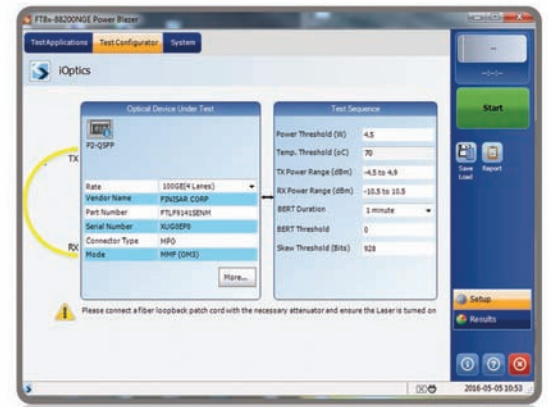 FTBx-88200NGE Power Blazer
Test Applications Test Configurator System
iOptics
Optical Device Under Test
P2-QSFP
TX
RX
Rate 100GE(4 Lanes)
Vendor Name FINISAR CORP
Part Number FTLF9141SENM
Serial Number XUG0EF0
Connector Type MPO
Mode MMF (OM3)
More...
Test Sequence
Power Threshold (W) 4.5
Temp. Threshold (oC) 70
TX Power Range (dBm) -4.5 to 4.9
RX Power Range (dBm) -10.5 to 10.5
BERT Duration 1 minute
BERT Threshold 0
Skew Threshold (Bits) 928
Please connect a fiber loopback patch cord with the necessary attenuator and ensure the Laser is turned on
--
--:--:--
Start
Save
Load
Report
Setup
Results
2016-05-05 10:53